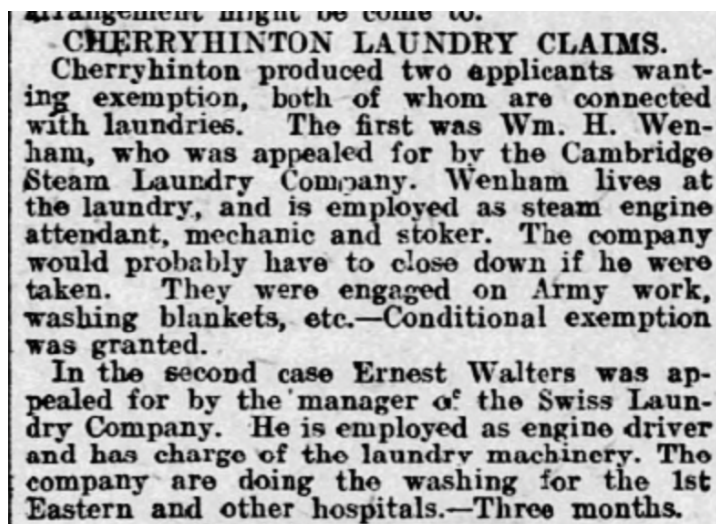 arrangement might be come to.
CHERRYHINTON LAUNDRY CLAIMS.
Cherryhinton produced two applicants want-
ing exemption, both of whom are connected
with laundries. The first was Wm. H. Wen-
ham, who was appealed for by the Cambridge
Steam Laundry Company. Wenham lives at
the laundry, and is employed as steam engine
attendant, mechanic and stoker. The company
would probably have to close down if he were
taken. They were engaged on Army work,
washing blankets, etc.—Conditional exemption
was granted.
In the second case Ernest Walters was ap-
pealed for by the manager of the Swiss Laun-
dry Company. He is employed as engine driver
and has charge of the laundry machinery. The
company are doing the washing for the 1st
Eastern and other hospitals.—Three months.